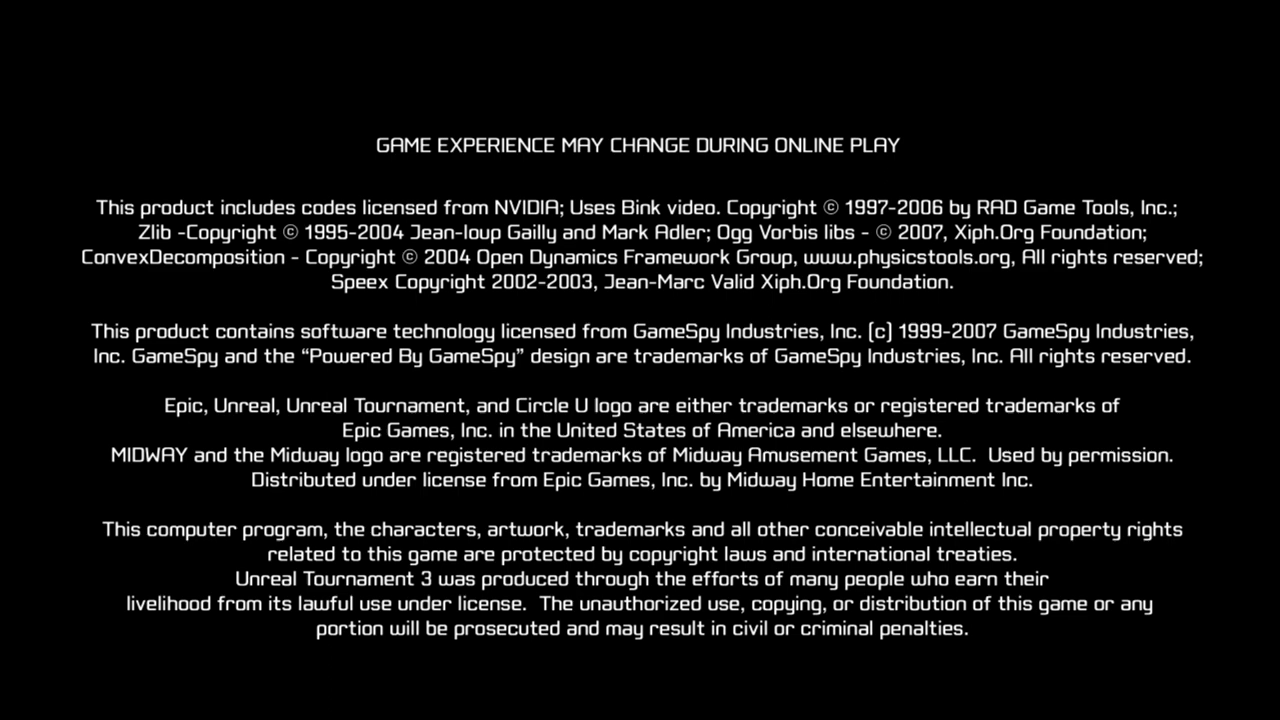 GAME EXPERIENCE MAY CHANGE DURING ONLINE PLAY
This product includes codes licensed from NVIDIA; Uses Bink video. Copyright © 1997-2006 by RAD Game Tools, Inc.;
Zlib -Copyright © 1995-2004 Jean-loup Gailly and Mark Adler; Ogg Vorbis libs - © 2007, Xiph.Org Foundation;
ConvexDecomposition - Copyright © 2004 Open Dynamics Framework Group, www.physicstools.org, All rights reserved;
Speex Copyright 2002-2003, Jean-Marc Valid Xiph.Org Foundation.
This product contains software technology licensed from GameSpy Industries, Inc. (c) 1999-2007 GameSpy Industries,
Inc. GameSpy and the “Powered By GameSpy” design are trademarks of GameSpy Industries, Inc. All rights reserved.
Epic, Unreal, Unreal Tournament, and Circle U logo are either trademarks or registered trademarks of
Epic Games, Inc. in the United States of America and elsewhere.
MIDWAY and the Midway logo are registered trademarks of Midway Amusement Games, LLC.  Used by permission.
Distributed under license from Epic Games, Inc. by Midway Home Entertainment Inc.
This computer program, the characters, artwork, trademarks and all other conceivable intellectual property rights
related to this game are protected by copyright laws and international treaties.
Unreal Tournament 3 was produced through the efforts of many people who earn their
livelihood from its lawful use under license.  The unauthorized use, copying, or distribution of this game or any
portion will be prosecuted and may result in civil or criminal penalties.